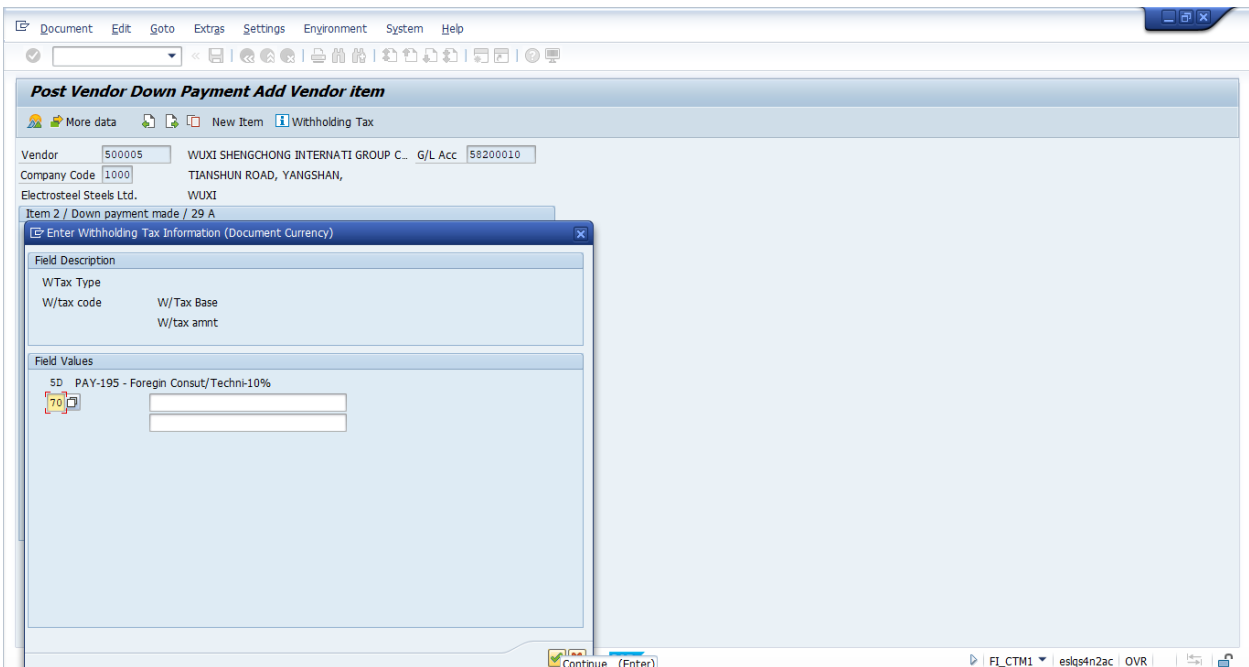 Document Edit Goto Extras Settings Environment System Help
Post Vendor Down Payment Add Vendor item
More data New Item Withholding Tax
Vendor 500005 WUXI SHENGCHONG INTERNATI GROUP C... G/L Acc 58200010
Company Code 1000 TIANSHUN ROAD, YANGSHAN,
Electrosteel Steels Ltd. WUXI
Item 2 / Down payment made / 29 A
Enter Withholding Tax Information (Document Currency)
Field Description
WTax Type
W/tax code W/Tax Base
W/tax amnt
Field Values
5D PAY-195 - Foregin Consut/Techni-10%
70
Continue (Enter)
FI_CTM1 eslqs4n2ac OVR